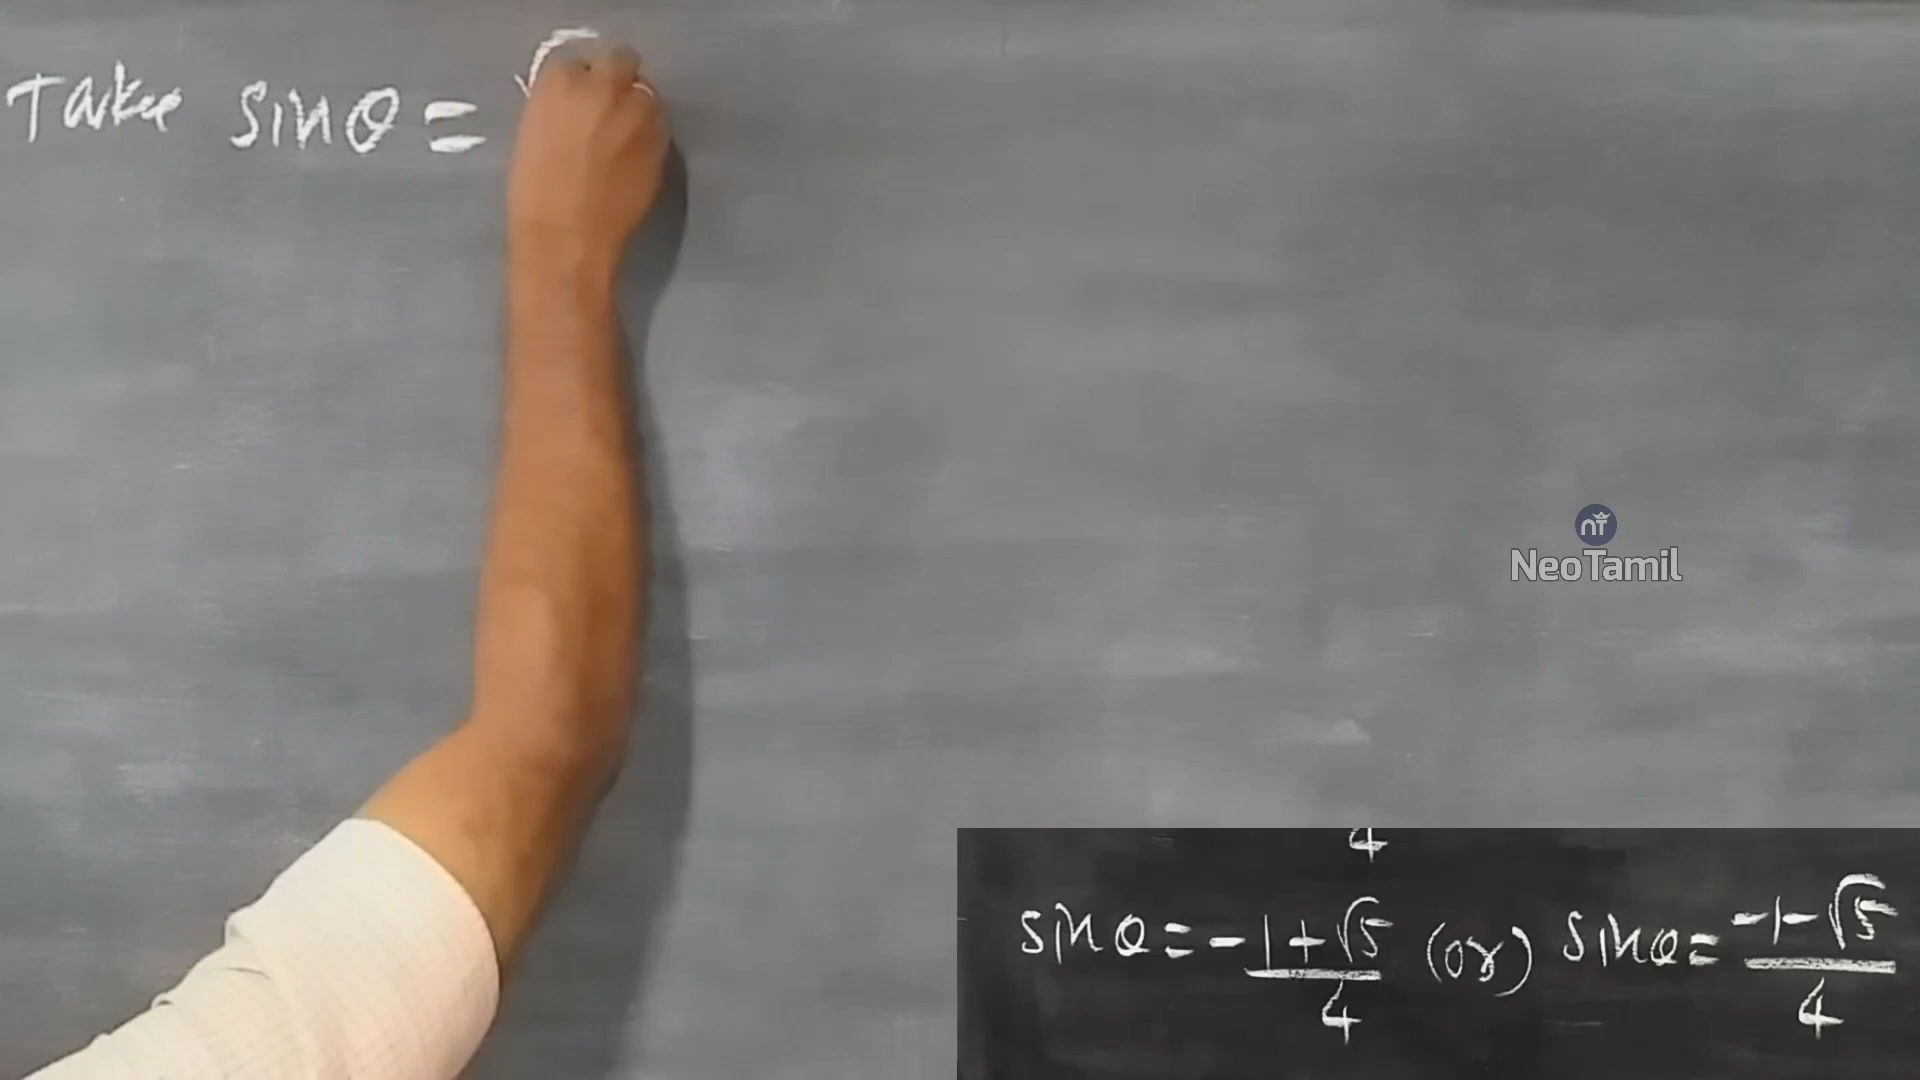 Take sinθ = √
NeoTamil
4
sinθ = -1+√5/4 (or) sinθ = -1-√5/4